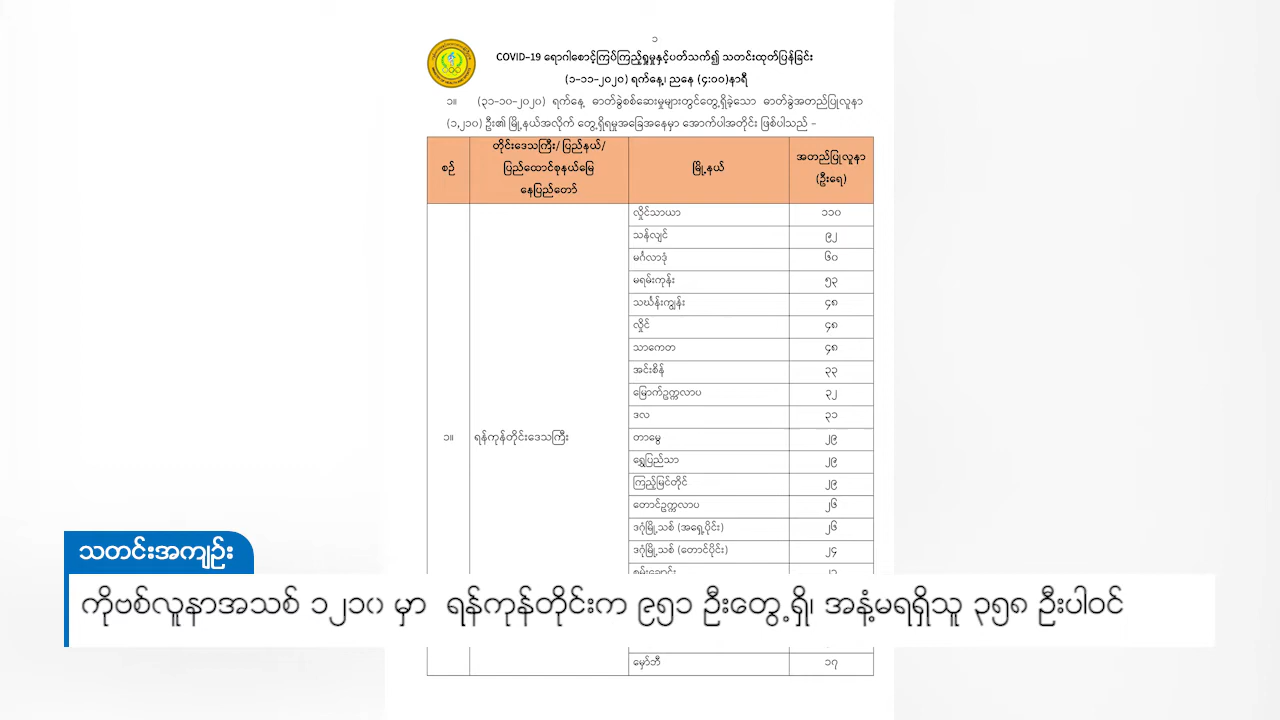 ၁
COVID-19 ရောဂါစောင့်ကြပ်ကြည့်ရှုမှုနှင့်ပတ်သက်၍ သတင်းထုတ်ပြန်ခြင်း
(၁-၁၁-၂၀၂၀) ရက်နေ့၊ ညနေ (၄:၀၀)နာရီ
၁။ (၃၁-၁၀-၂၀၂၀) ရက်နေ့ ဓာတ်ခွဲစစ်ဆေးမှုများတွင်တွေ့ရှိခဲ့သော ဓာတ်ခွဲအတည်ပြုလူနာ
(၁,၂၁၀) ဦး၏ မြို့နယ်အလိုက် တွေ့ရှိရမှုအခြေအနေမှာ အောက်ပါအတိုင်း ဖြစ်ပါသည် -
စဉ် တိုင်းဒေသကြီး/ ပြည်နယ်/ ပြည်ထောင်စုနယ်မြေ နေပြည်တော် မြို့နယ် အတည်ပြုလူနာ (ဦးရေ)
လှိုင်သာယာ ၁၁၀
သန်လျင် ၉၂
မင်္ဂလာဒုံ ၆၀
မရမ်းကုန်း ၅၃
သင်္ဃန်းကျွန်း ၄၈
လှိုင် ၄၈
သာကေတ ၄၈
အင်းစိန် ၃၃
မြောက်ဥက္ကလာပ ၃၂
ဒလ ၃၁
၁။ ရန်ကုန်တိုင်းဒေသကြီး တာမွေ ၂၉
ရွှေပြည်သာ ၂၉
ကြည့်မြင်တိုင် ၂၉
တောင်ဥက္ကလာပ ၂၆
ဒဂုံမြို့သစ် (အရှေ့ပိုင်း) ၂၆
ဒဂုံမြို့သစ် (တောင်ပိုင်း) ၂၄
သတင်းအကျဉ်း
ကိုဗစ်လူနာအသစ် ၁၂၁၀ မှာ ရန်ကုန်တိုင်းက ၉၅၁ ဦးတွေ့ရှိ၊ အနံ့မရရှိသူ ၃၅၈ ဦးပါဝင်
မှော်ဘီ ၁၇